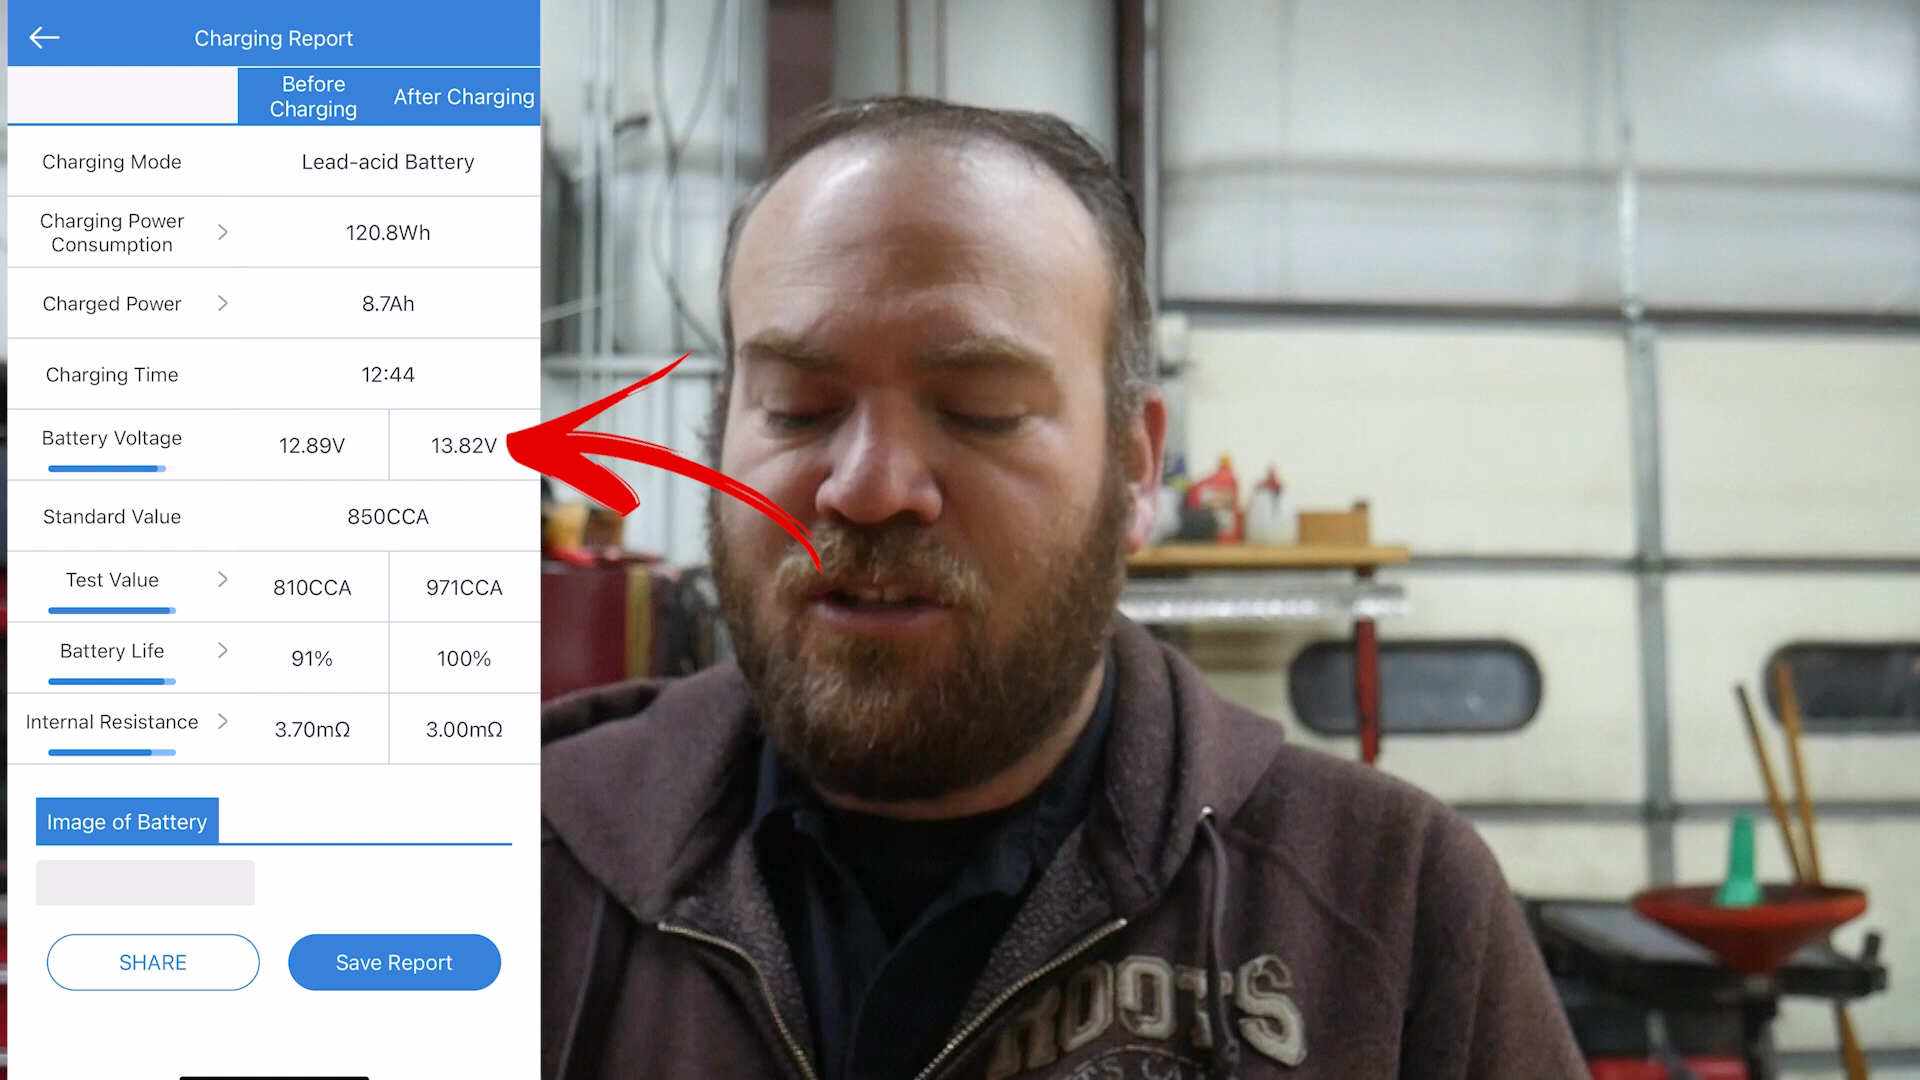 Charging Report
Before
Charging
After Charging
Charging Mode
Lead-acid Battery
Charging Power
Consumption
120.8Wh
Charged Power
8.7Ah
Charging Time
12:44
Battery Voltage
12.89V
13.82V
Standard Value
850CCA
Test Value
810CCA
971CCA
Battery Life
91%
100%
Internal Resistance
3.70mΩ
3.00mΩ
Image of Battery
SHARE
Save Report
ROOTS